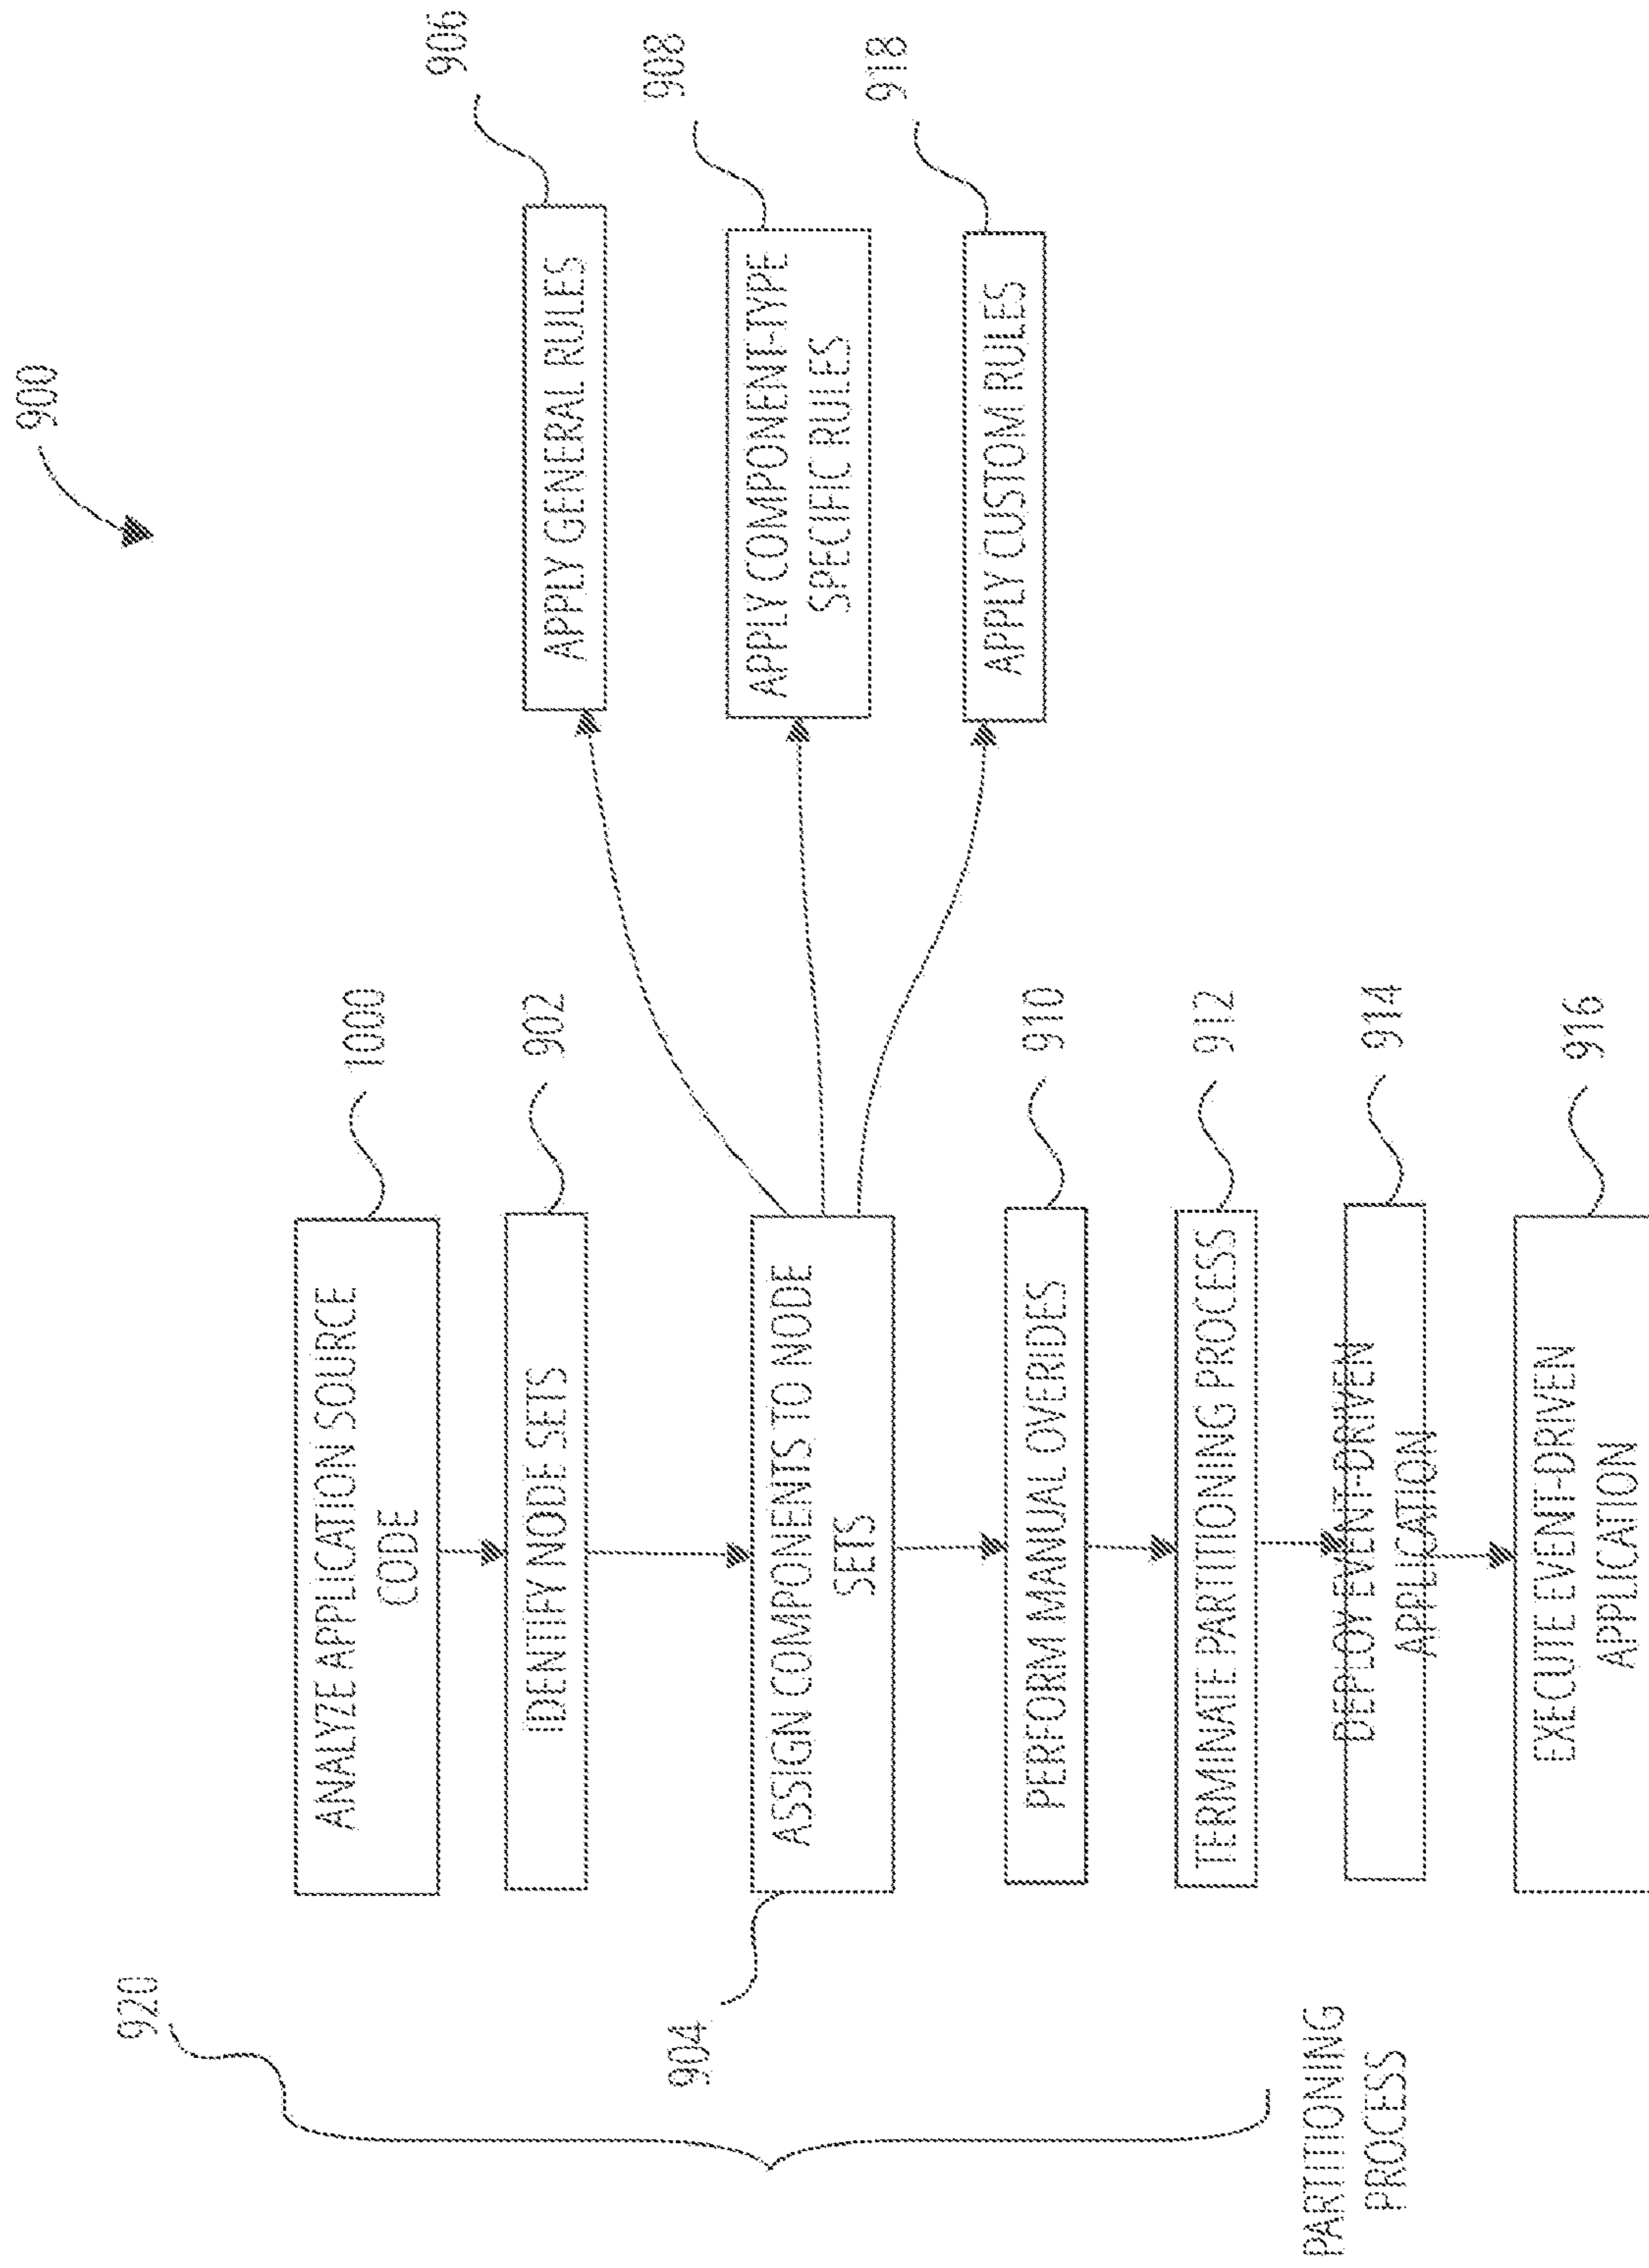 900
920
ANALYZE APPLICATION SOURCE
CODE
1000
IDENTIFY NODE SETS
902
904
ASSIGN COMPONENTS TO NODE
SETS
APPLY GENERAL RULES
906
APPLY COMPONENT-TYPE
SPECIFIC RULES
908
APPLY CUSTOM RULES
918
PERFORM MANUAL OVERIDES
910
TERMINATE PARTITIONING PROCESS
912
PARTITIONING
PROCESS
DEPLOY EVENT-DRIVEN
APPLICATION
914
EXECUTE EVENT-DRIVEN
APPLICATION
916